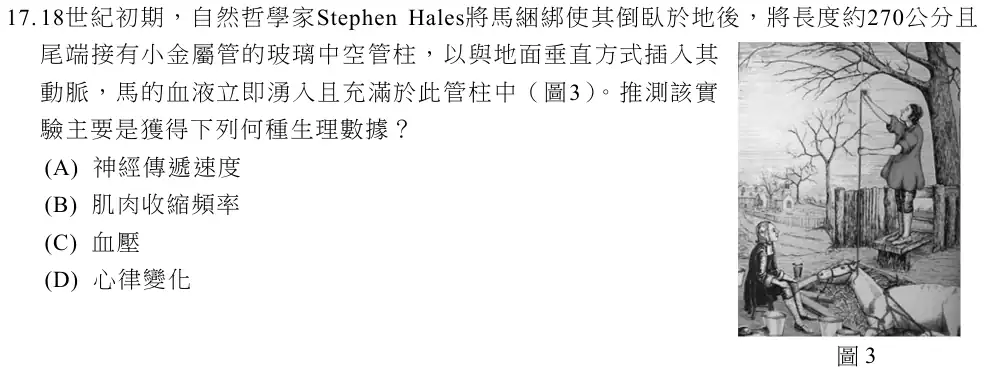 17.18世紀初期，自然哲學家Stephen Hales將馬綑綁使其倒臥於地後，將長度約270公分且
尾端接有小金屬管的玻璃中空管柱，以與地面垂直方式插入其
動脈，馬的血液立即湧入且充滿於此管柱中（圖3）。推測該實
驗主要是獲得下列何種生理數據？
(A) 神經傳遞速度
(B) 肌肉收縮頻率
(C) 血壓
(D) 心律變化
圖 3